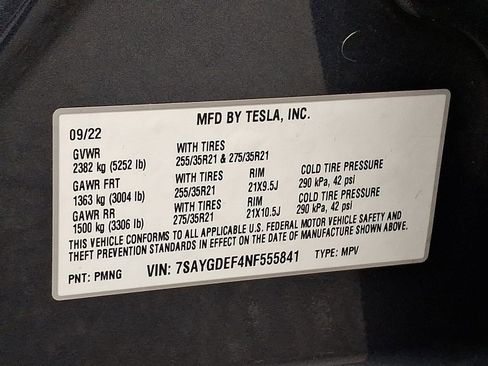 MFD BY TESLA, INC.
09/22
GVWR WITH TIRES
2382 kg (5252 lb) 255/35R21 & 275/35R21
GAWR FRT WITH TIRES RIM COLD TIRE PRESSURE
1363 kg (3004 lb) 255/35R21 21X9.5J 290 kPa, 42 psi
GAWR RR WITH TIRES RIM COLD TIRE PRESSURE
1500 kg (3306 lb) 275/35R21 21X10.5J 290 kPa, 42 psi
THIS VEHICLE CONFORMS TO ALL APPLICABLE U.S. FEDERAL MOTOR VEHICLE SAFETY AND
THEFT PREVENTION STANDARDS IN EFFECT ON THE DATE OF MANUFACTURE SHOWN ABOVE.
PNT: PMNG VIN: 7SAYGDEF4NF555841 TYPE: MPV